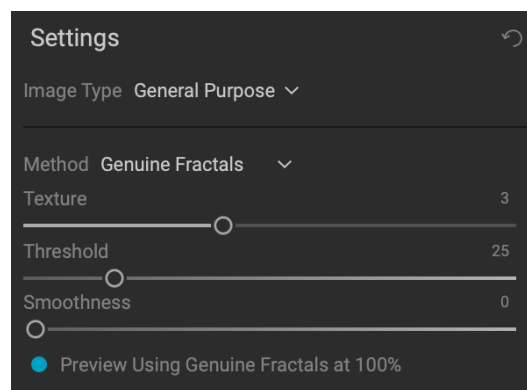 Settings
Image Type General Purpose
Method Genuine Fractals
Texture 3
Threshold 25
Smoothness 0
Preview Using Genuine Fractals at 100%